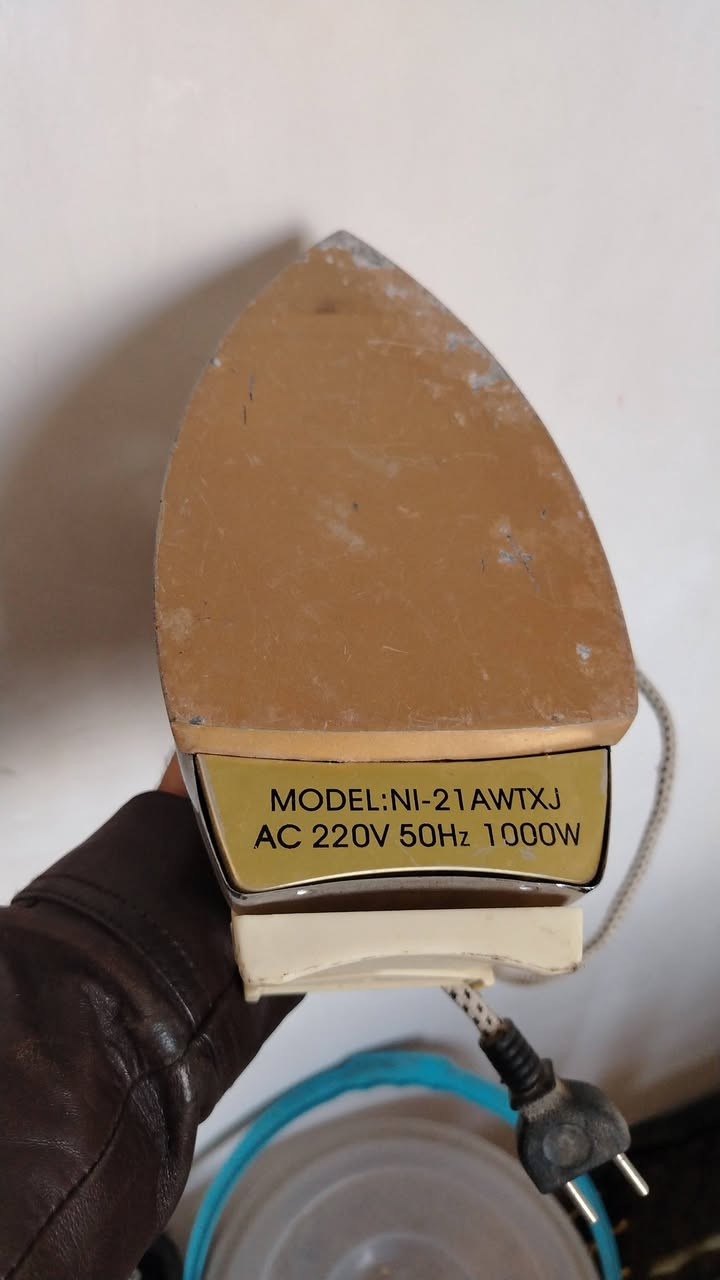 MODEL:NI-21AWTXJ
AC 220V 50Hz 1000W